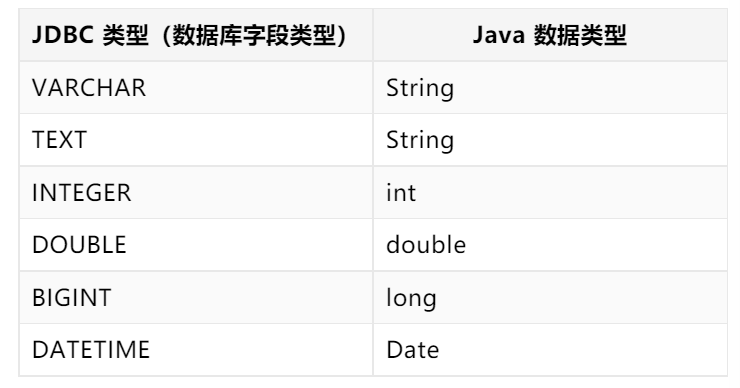 JDBC 类型（数据库字段类型） Java 数据类型
VARCHAR String
TEXT String
INTEGER int
DOUBLE double
BIGINT long
DATETIME Date